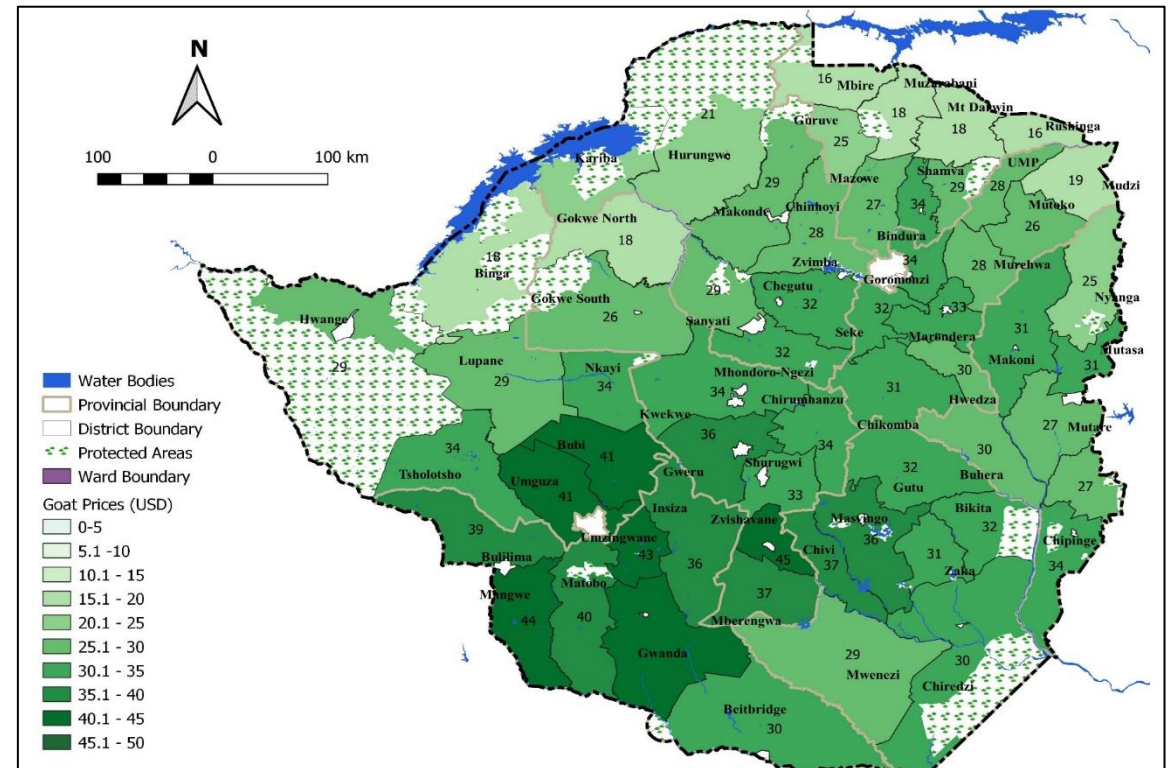 N
100 0 100 km
Water Bodies
Provincial Boundary
District Boundary
Protected Areas
Ward Boundary
Goat Prices (USD)
0-5
5.1 -10
10.1 - 15
15.1 - 20
20.1 - 25
25.1 - 30
30.1 - 35
35.1 - 40
40.1 - 45
45.1 - 50
16
Mbire
Muzarabani
18
Mt Darwin
18
16
Rushinga
21
Hurungwe
Kariba
Guruve
25
UMP
28
Shamva
29
19
Mudzi
Mazowe
27
34
Bindura
29
Makonde
Chinhoyi
28
Zvimba
Mutoko
26
Gokwe North
18
18
Binga
34
Goromonzi
28
Murehwa
25
Nyanga
Hwange
29
Gokwe South
26
29
Sanyati
Chegutu
32
Seke
32
33
Marondera
31
Makoni
Mutasa
31
Lupane
29
Nkayi
34
32
Mhondoro-Ngezi
34
Kwekwe
Chirumhanzu
34
31
Chikomba
30
Hwedza
27
Mutare
27
34
Tsholotsho
Bubi
41
Umguza
41
36
Gweru
Shurugwi
33
32
Gutu
30
Buhera
39
Bulilima
Umzingwane
43
Insiza
36
Zvishavane
45
Chivi
37
Masvingo
36
Bikita
32
31
Zaka
Chipinge
34
Mangwe
44
Matobo
40
Gwanda
37
Mberengwa
29
Mwenezi
30
Chiredzi
Beitbridge
30